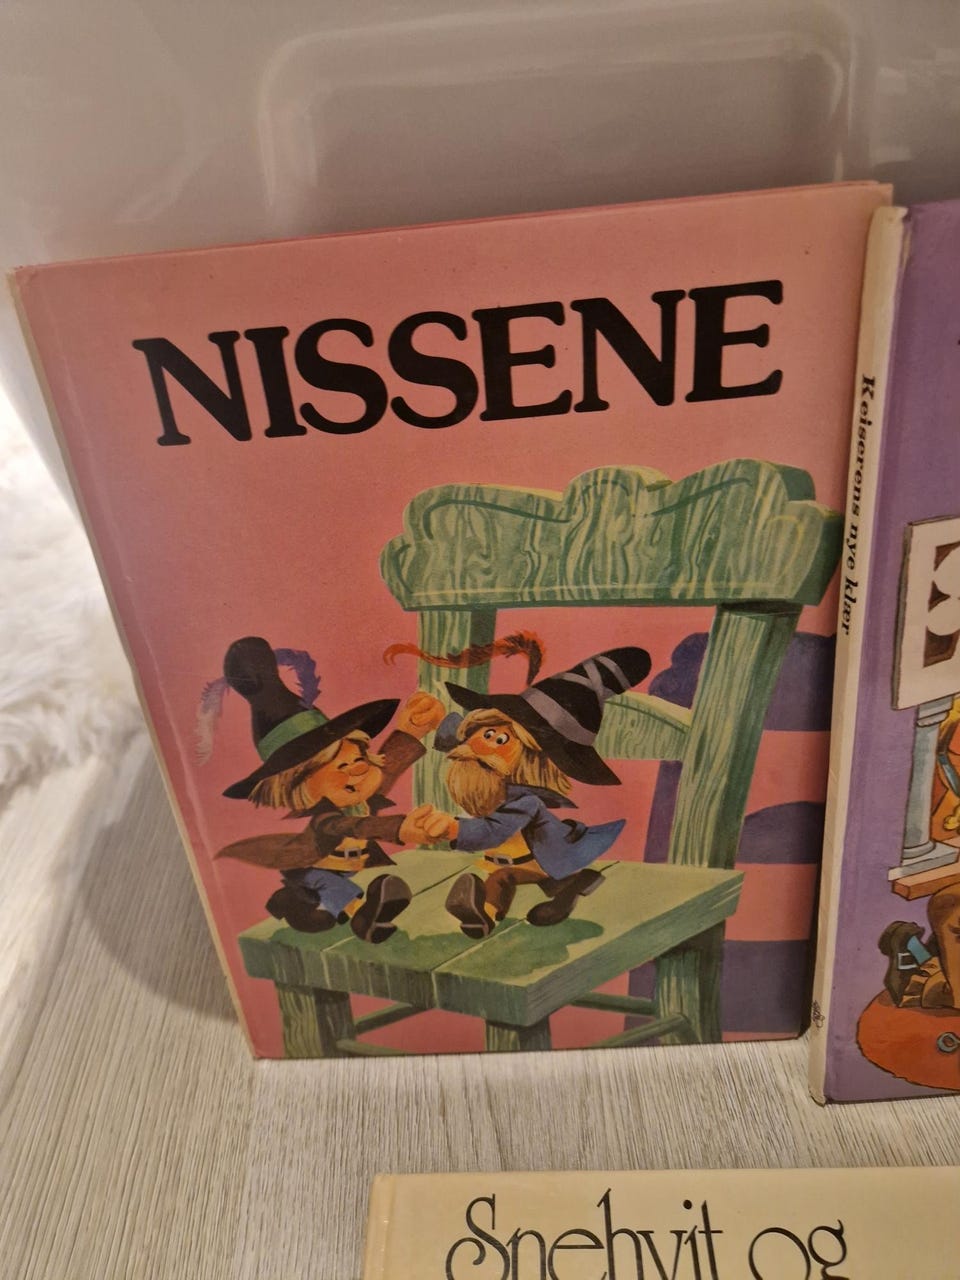 NISSENE
Keiserens nye klær
Snehvit og